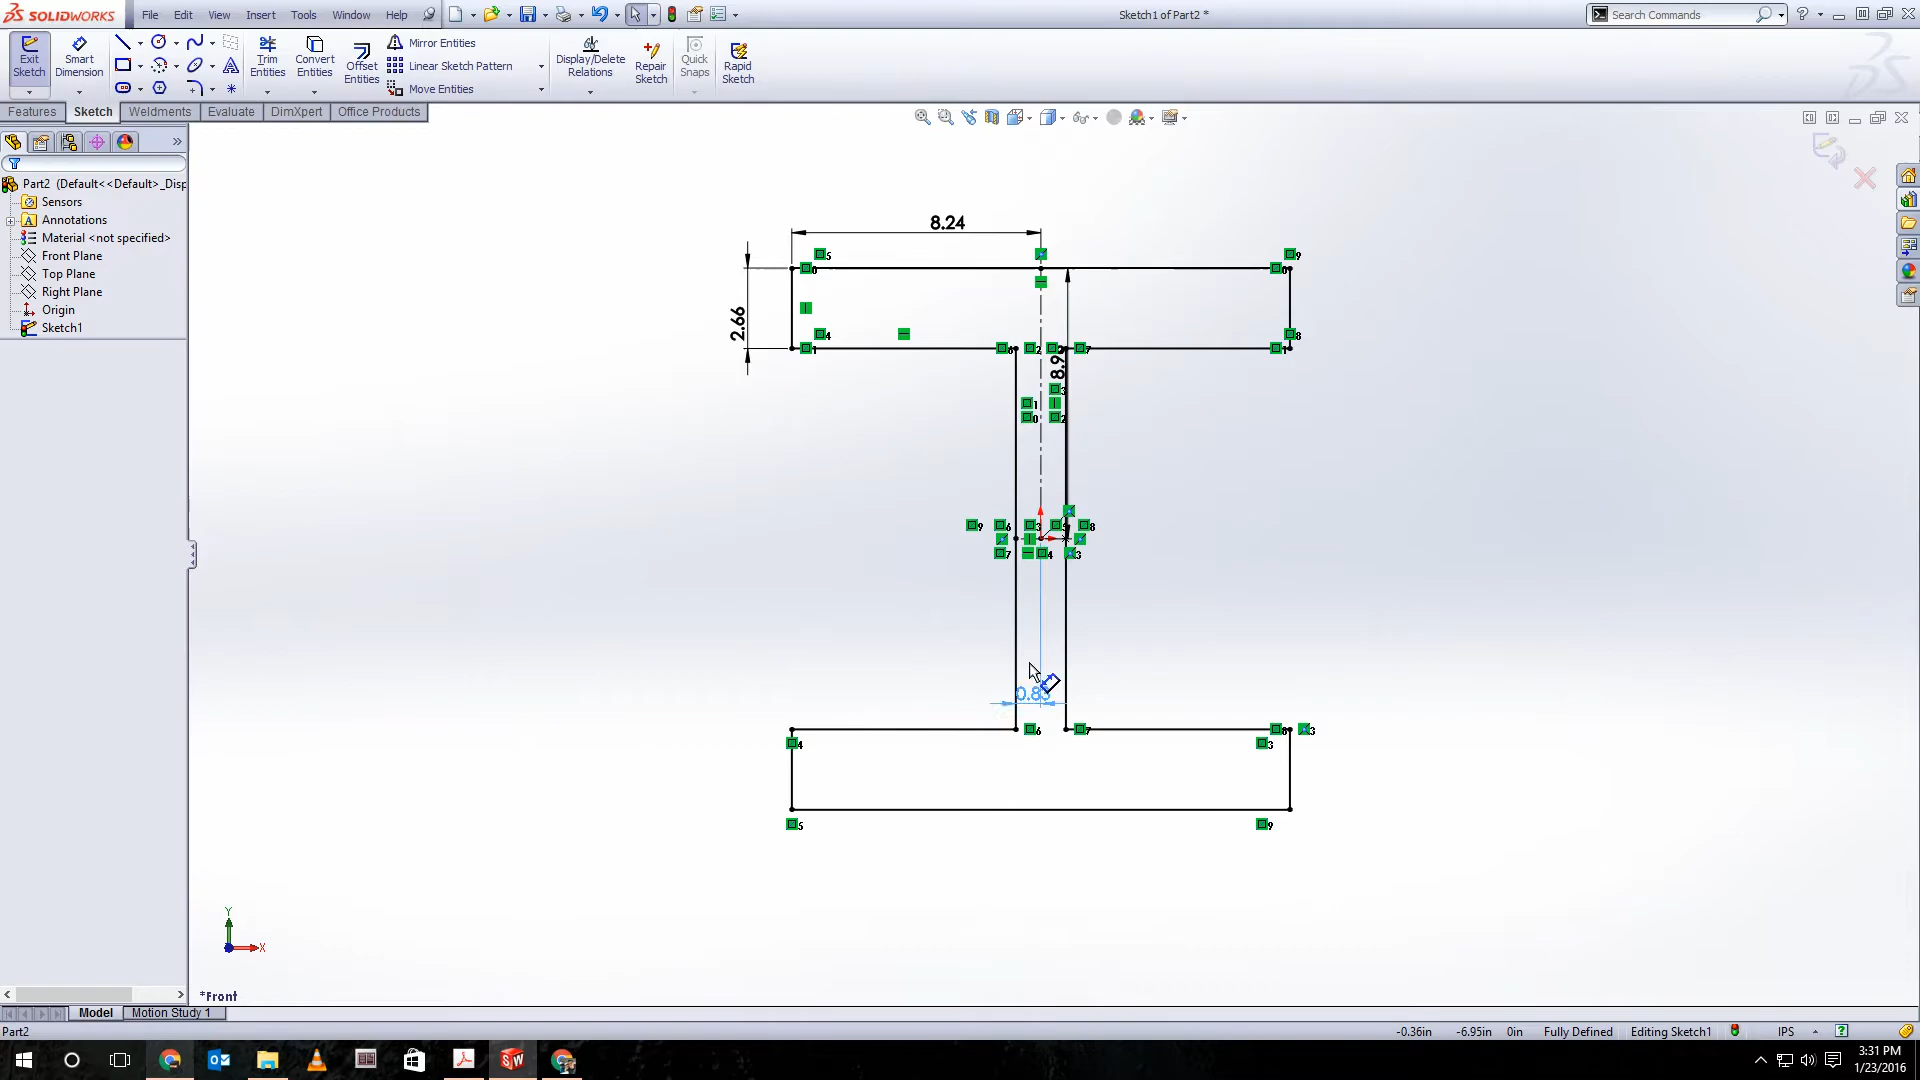 SOLIDWORKS
File Edit View Insert Tools Window Help
Sketch1 of Part2 *
Search Commands
Exit Sketch
Smart Dimension
Trim Entities
Convert Entities
Offset Entities
Mirror Entities
Linear Sketch Pattern
Move Entities
Display/Delete Relations
Repair Sketch
Quick Snaps
Rapid Sketch
Features Sketch Weldments Evaluate DimXpert Office Products
Part2 (Default<<Default>_Disp
Sensors
Annotations
Material <not specified>
Front Plane
Top Plane
Right Plane
Origin
Sketch1
8.24
2.66
8.9
Y
X
*Front
Model Motion Study 1
Part2
-0.36in -6.95in 0in Fully Defined Editing Sketch1 IPS
3:31 PM
1/23/2016